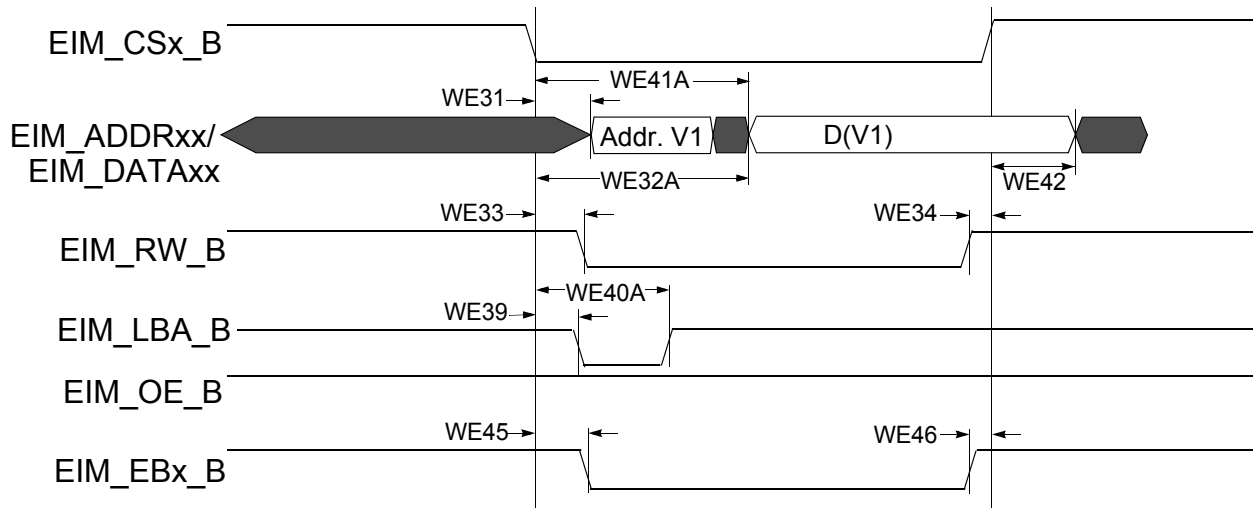 EIM_CSx_B
WE41A
WE31
EIM_ADDRxx/
EIM_DATAxx
Addr. V1
D(V1)
WE32A
WE42
WE33
WE34
EIM_RW_B
WE40A
WE39
EIM_LBA_B
EIM_OE_B
WE45
WE46
EIM_EBx_B